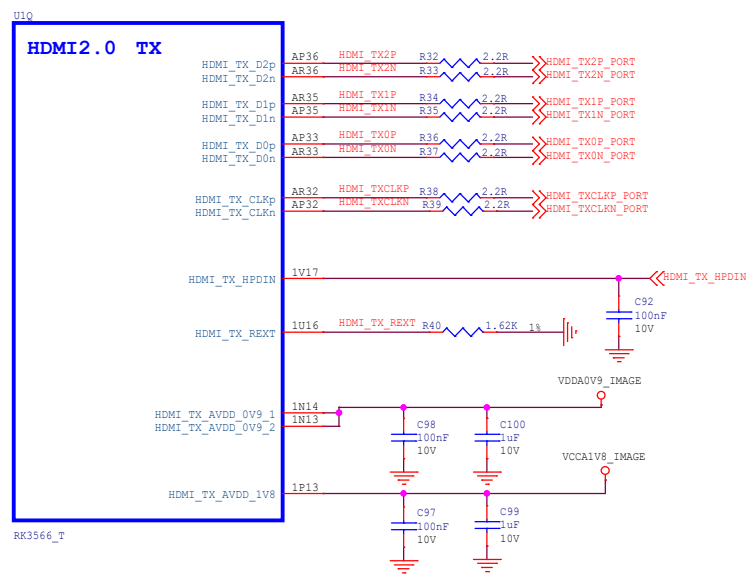 U1Q
HDMI2.0 TX
HDMI_TX_D2p AP36 HDMI_TX2P R32 2.2R HDMI_TX2P_PORT
HDMI_TX_D2n AR36 HDMI_TX2N R33 2.2R HDMI_TX2N_PORT
HDMI_TX_D1p AR35 HDMI_TX1P R34 2.2R HDMI_TX1P_PORT
HDMI_TX_D1n AP35 HDMI_TX1N R35 2.2R HDMI_TX1N_PORT
HDMI_TX_D0p AP33 HDMI_TX0P R36 2.2R HDMI_TX0P_PORT
HDMI_TX_D0n AR33 HDMI_TX0N R37 2.2R HDMI_TX0N_PORT
HDMI_TX_CLKp AR32 HDMI_TXCLKP R38 2.2R HDMI_TXCLKP_PORT
HDMI_TX_CLKn AP32 HDMI_TXCLKN R39 2.2R HDMI_TXCLKN_PORT
HDMI_TX_HPDIN 1V17 HDMI_TX_HPDIN
C92
100nF
10V
HDMI_TX_REXT 1U16 HDMI_TX_REXT R40 1.62K 1%
VDDA0V9_IMAGE
HDMI_TX_AVDD_0V9_1 1N14
HDMI_TX_AVDD_0V9_2 1N13
C98 C100
100nF 1uF
10V 10V
VCCA1V8_IMAGE
HDMI_TX_AVDD_1V8 1P13
C97 C99
100nF 1uF
10V 10V
RK3566_T